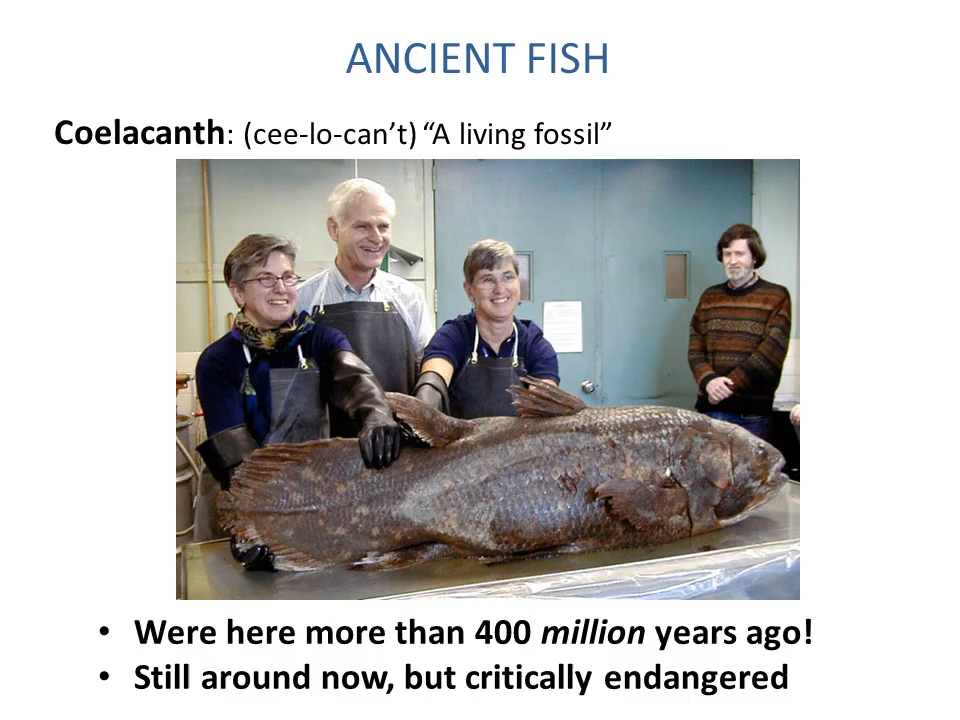 ANCIENT FISH
Coelacanth: (cee-lo-can’t) “A living fossil”
• Were here more than 400 million years ago!
• Still around now, but critically endangered